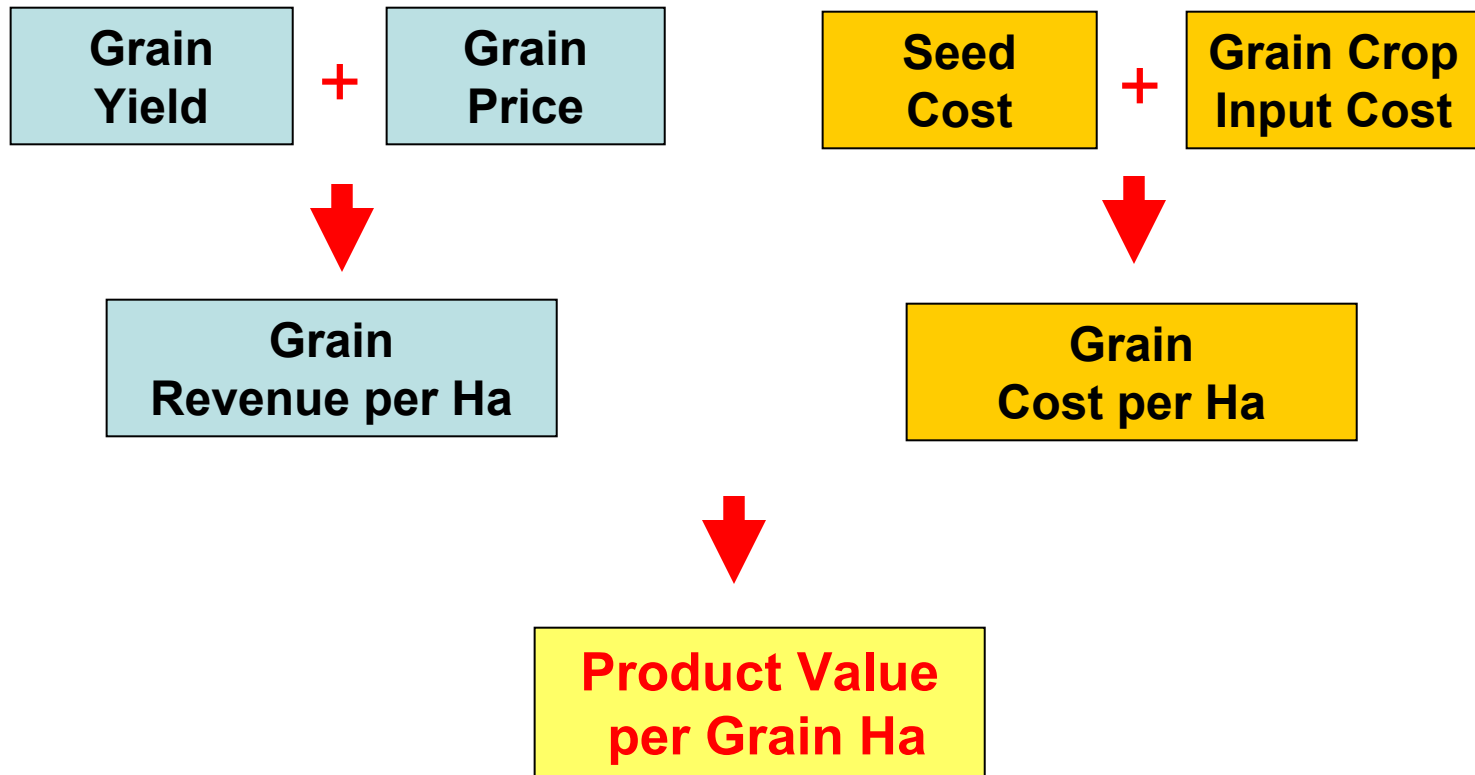 Grain
Yield
+
Grain
Price
Seed
Cost
+
Grain Crop
Input Cost
Grain
Revenue per Ha
Grain
Cost per Ha
Product Value
per Grain Ha